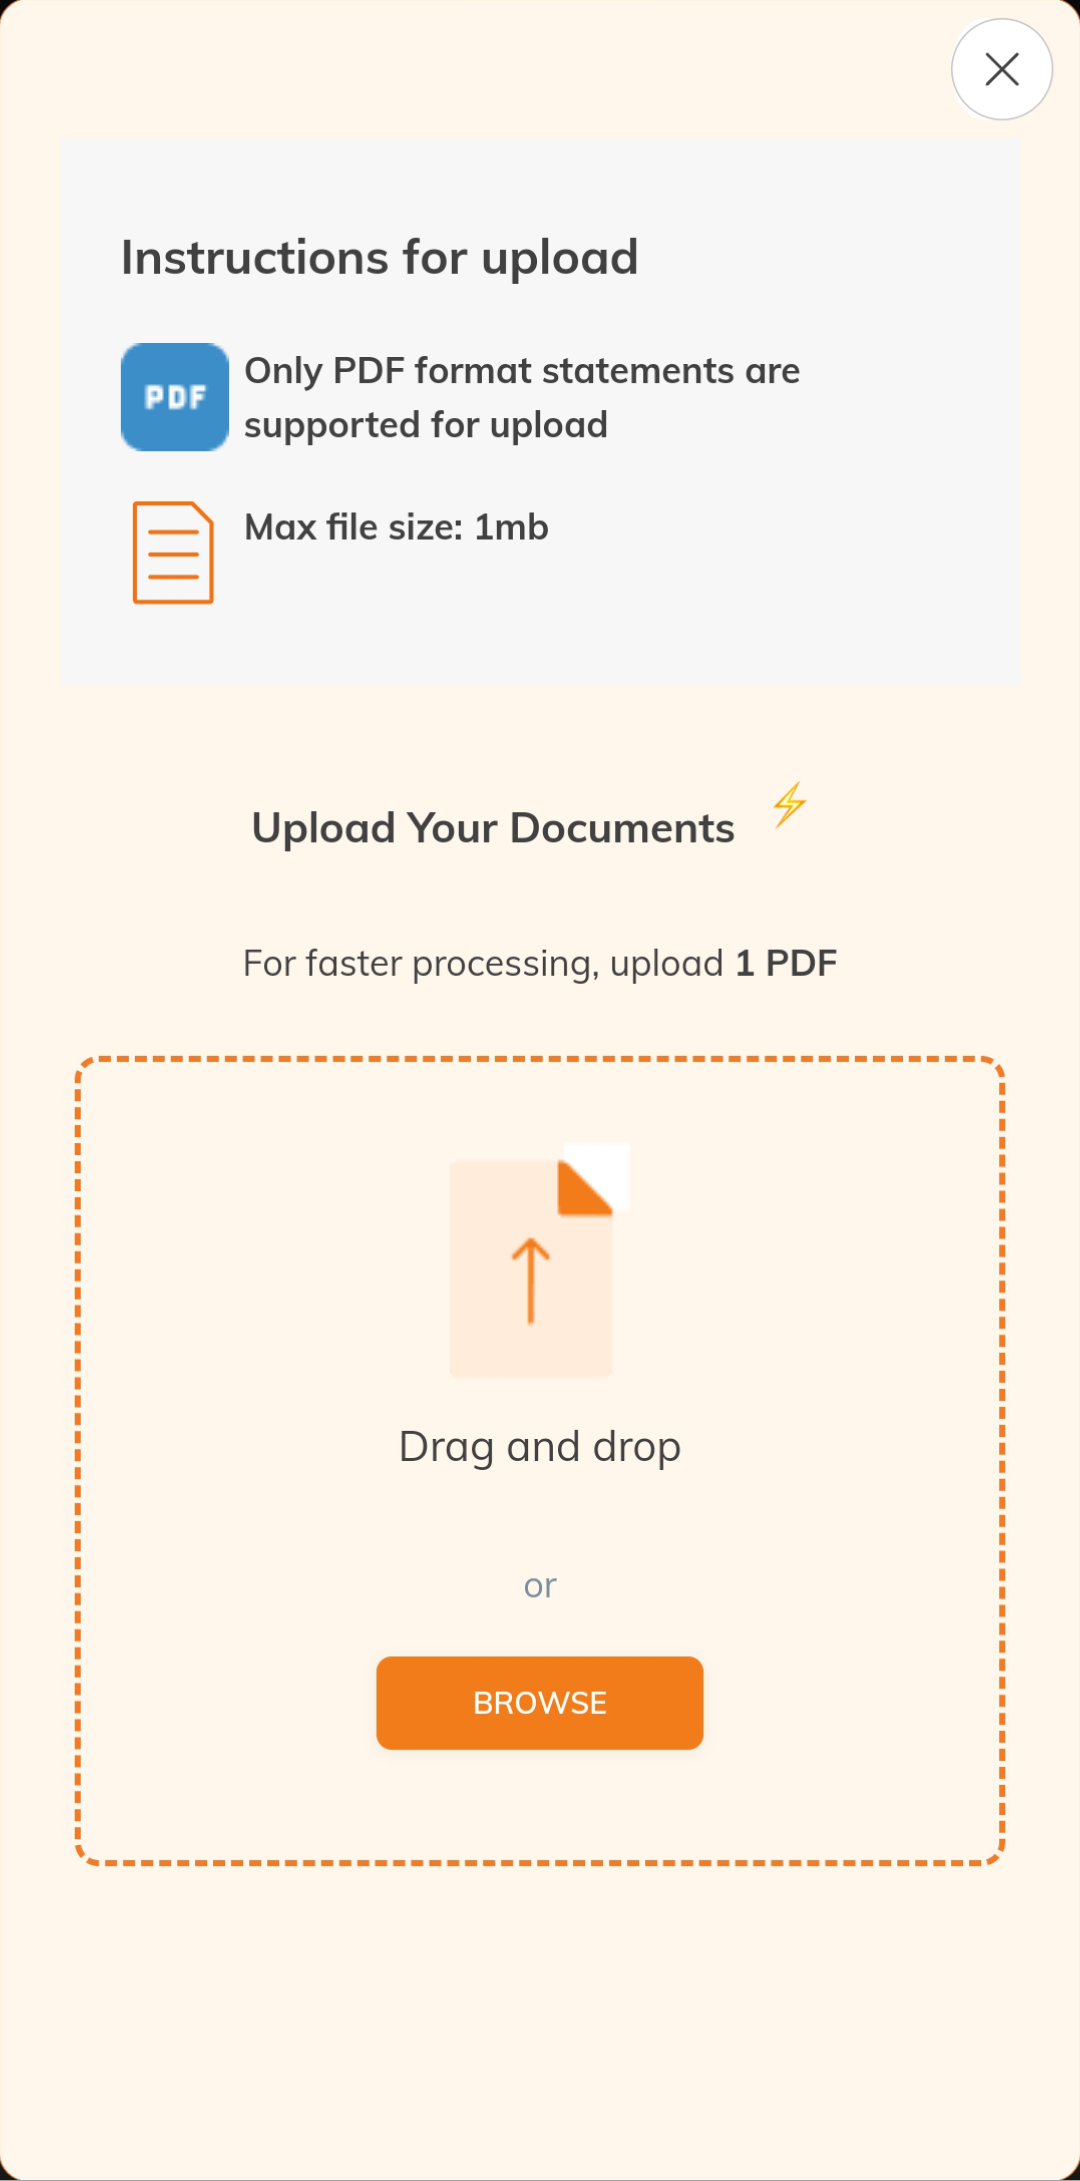 Instructions for upload
PDF
Only PDF format statements are
supported for upload
Max file size: 1mb
Upload Your Documents ⚡
For faster processing, upload 1 PDF
Drag and drop
or
BROWSE